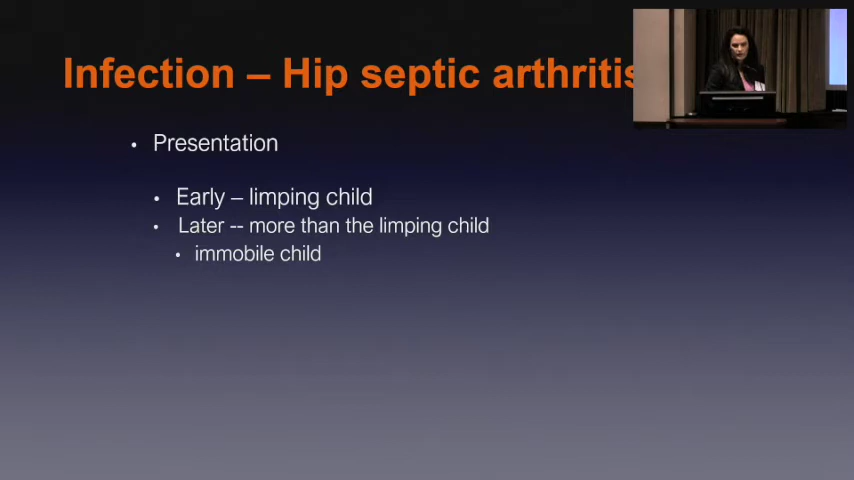 Infection – Hip septic arthritis
• Presentation
• Early – limping child
• Later -- more than the limping child
• immobile child